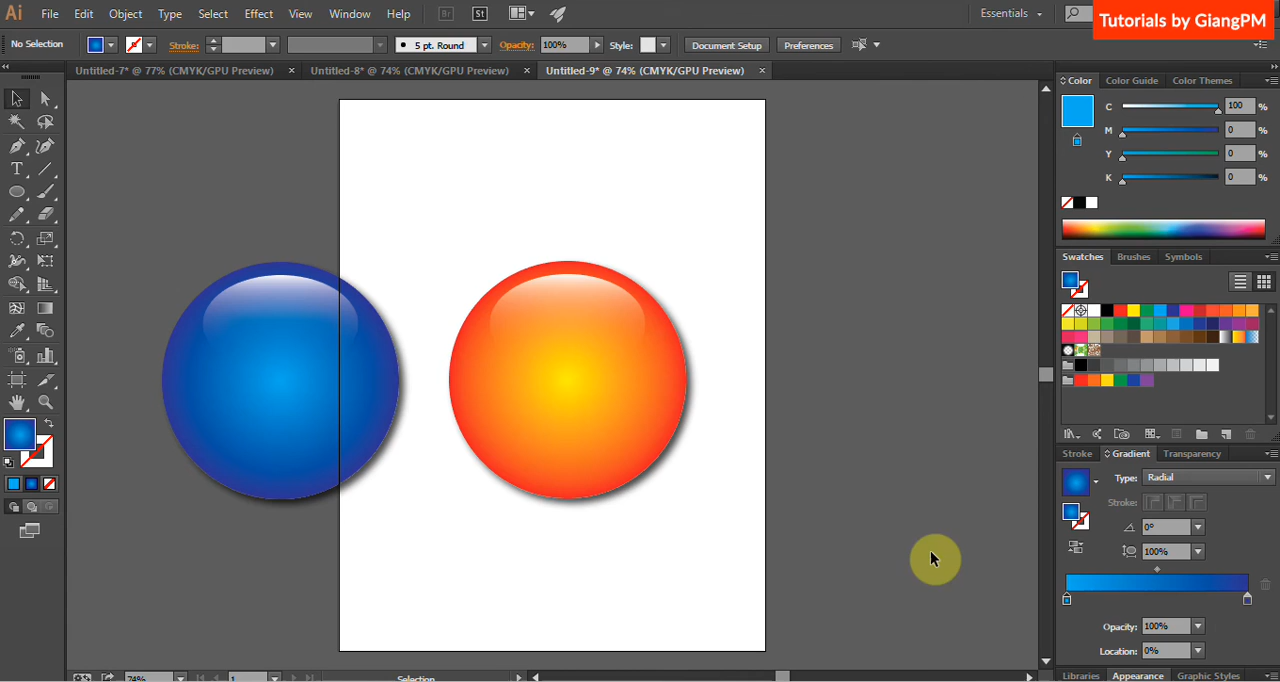 Ai File Edit Object Type Select Effect View Window Help Br St Essentials
Tutorials by GiangPM
No Selection Stroke: 5 pt. Round Opacity: 100% Style: Document Setup Preferences
Untitled-7* @ 77% (CMYK/GPU Preview) × Untitled-8* @ 74% (CMYK/GPU Preview) × Untitled-9* @ 74% (CMYK/GPU Preview) ×
Color Color Guide Color Themes
C 100 %
M 0 %
Y 0 %
K 0 %
Swatches Brushes Symbols
Stroke Gradient Transparency
Type: Radial
Stroke:
0°
100%
Opacity: 100%
Location: 0%
74% 1 Selection
Libraries Appearance Graphic Styles